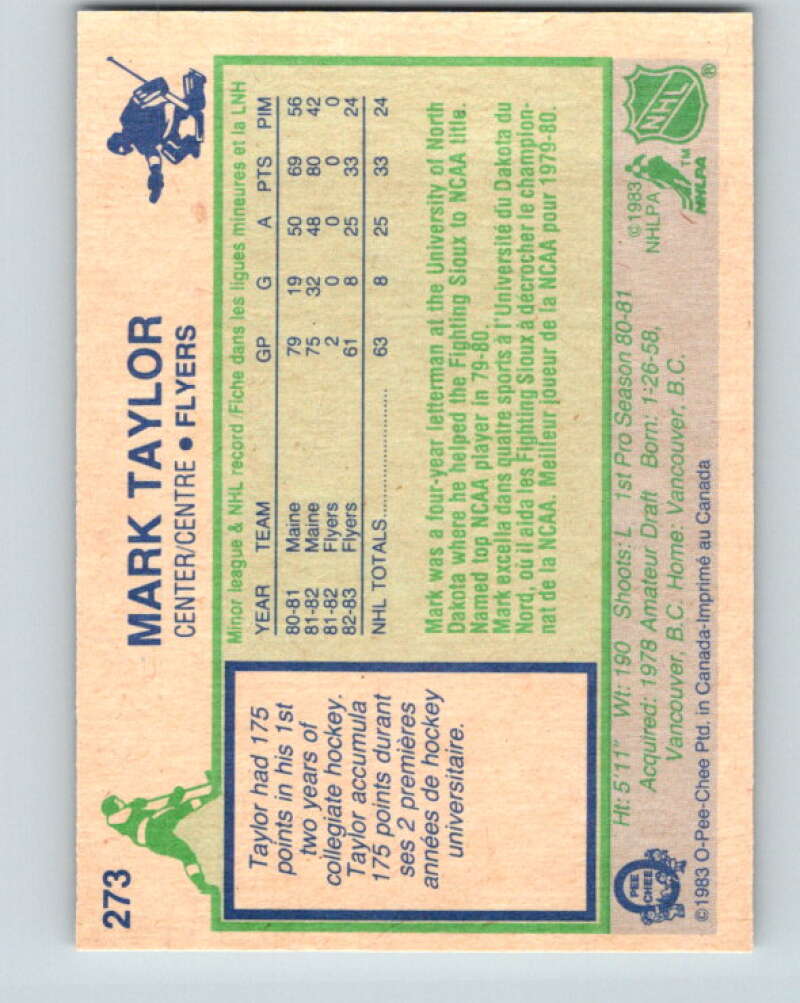 273
MARK TAYLOR
CENTER/CENTRE • FLYERS
Taylor had 175
points in his 1st
two years of
collegiate hockey.
Taylor accumula
175 points durant
ses 2 premières
années de hockey
universitaire.
Minor league & NHL record/Fiche dans les ligues mineures et la LNH
YEAR TEAM GP G A PTS PIM
80-81 Maine 79 19 50 69 56
81-82 Maine 75 32 48 80 42
81-82 Flyers 2 0 0 0 0
82-83 Flyers 61 8 25 33 24
NHL TOTALS 63 8 25 33 24
Mark was a four-year letterman at the University of North
Dakota where he helped the Fighting Sioux to NCAA title.
Named top NCAA player in 79-80.
Mark excella dans quatre sports à l'Université du Dakota du
Nord, où il aida les Fighting Sioux à décrocher le champion-
nat de la NCAA. Meilleur joueur de la NCAA pour 1979-80.
Ht: 5'11" Wt: 190 Shoots: L 1st Pro Season 80-81
Acquired: 1978 Amateur Draft Born: 1-26-58,
Vancouver, B.C. Home: Vancouver, B.C.
©1983
NHLPA
NHL ®
NHLPA ™
O PEE CHEE
©1983 O-Pee-Chee Ptd. in Canada-Imprimé au Canada